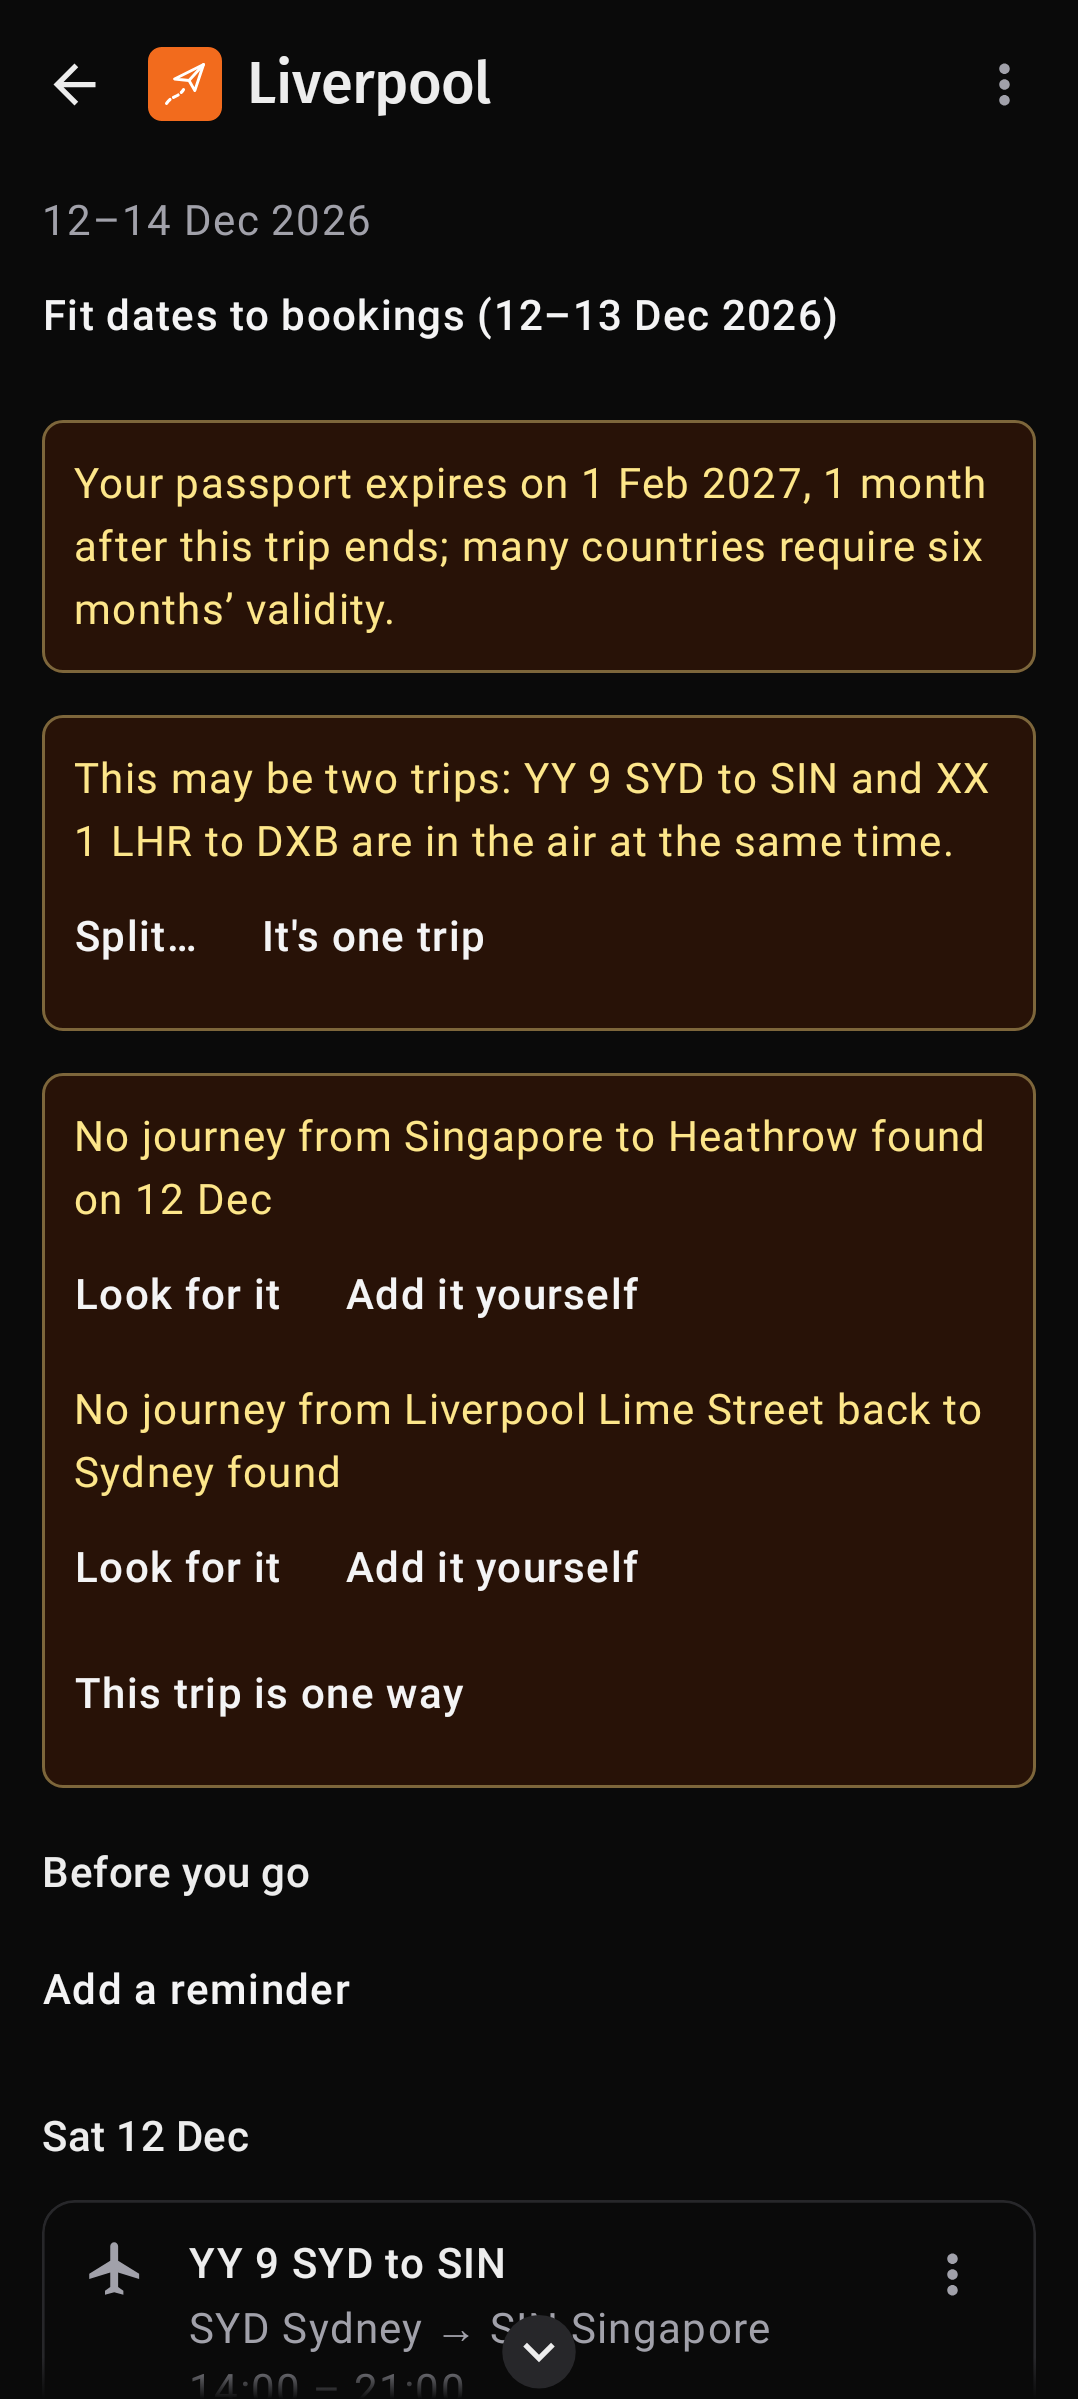 Liverpool
12–14 Dec 2026
Fit dates to bookings (12–13 Dec 2026)
Your passport expires on 1 Feb 2027, 1 month
after this trip ends; many countries require six
months’ validity.
This may be two trips: YY 9 SYD to SIN and XX
1 LHR to DXB are in the air at the same time.
Split… It's one trip
No journey from Singapore to Heathrow found
on 12 Dec
Look for it Add it yourself
No journey from Liverpool Lime Street back to
Sydney found
Look for it Add it yourself
This trip is one way
Before you go
Add a reminder
Sat 12 Dec
YY 9 SYD to SIN
SYD Sydney → SIN Singapore
14:00 – 21:00